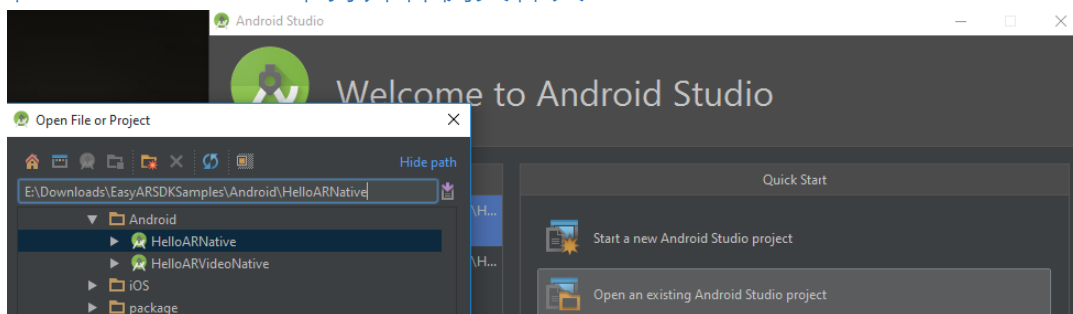 Android Studio
Welcome to Android Studio
Open File or Project
Hide path
E:\Downloads\EasyARSDKSamples\Android\HelloARNative
Quick Start
Android
\H...
HelloARNative
Start a new Android Studio project
HelloARVideoNative
\H...
iOS
Open an existing Android Studio project
package